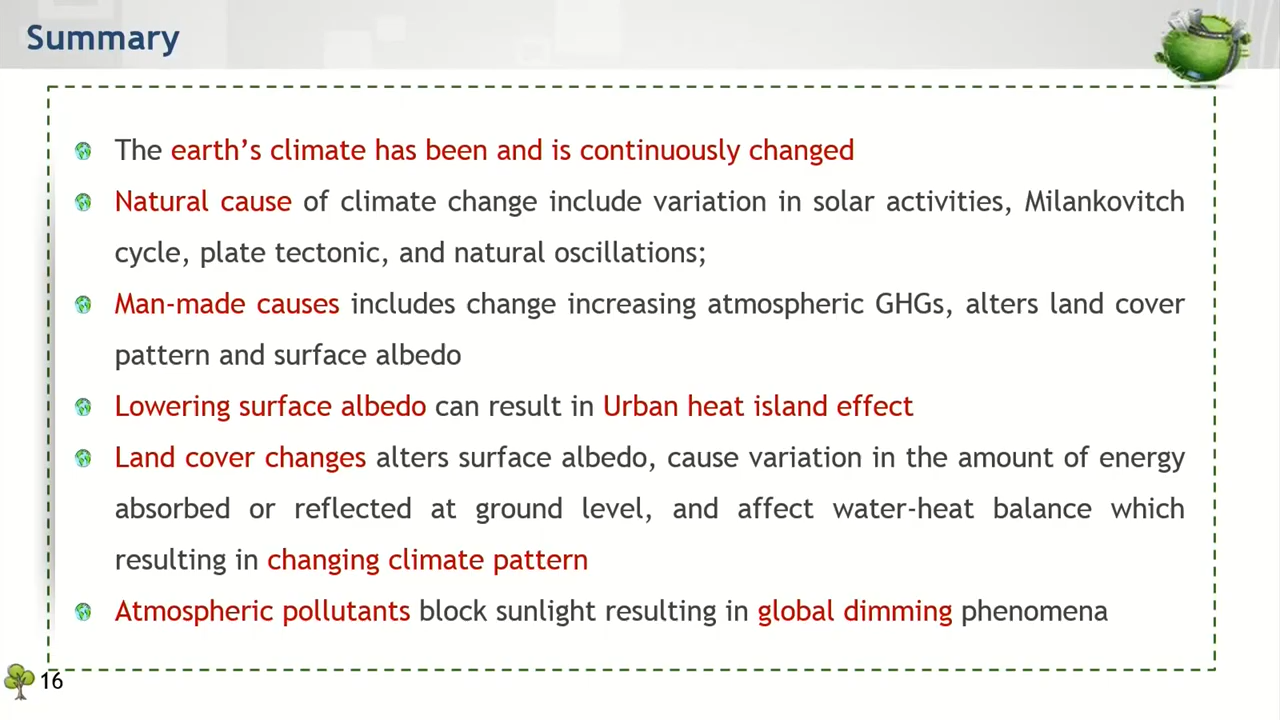 Summary
The earth’s climate has been and is continuously changed
Natural cause of climate change include variation in solar activities, Milankovitch
cycle, plate tectonic, and natural oscillations;
Man-made causes includes change increasing atmospheric GHGs, alters land cover
pattern and surface albedo
Lowering surface albedo can result in Urban heat island effect
Land cover changes alters surface albedo, cause variation in the amount of energy
absorbed or reflected at ground level, and affect water-heat balance which
resulting in changing climate pattern
Atmospheric pollutants block sunlight resulting in global dimming phenomena
16